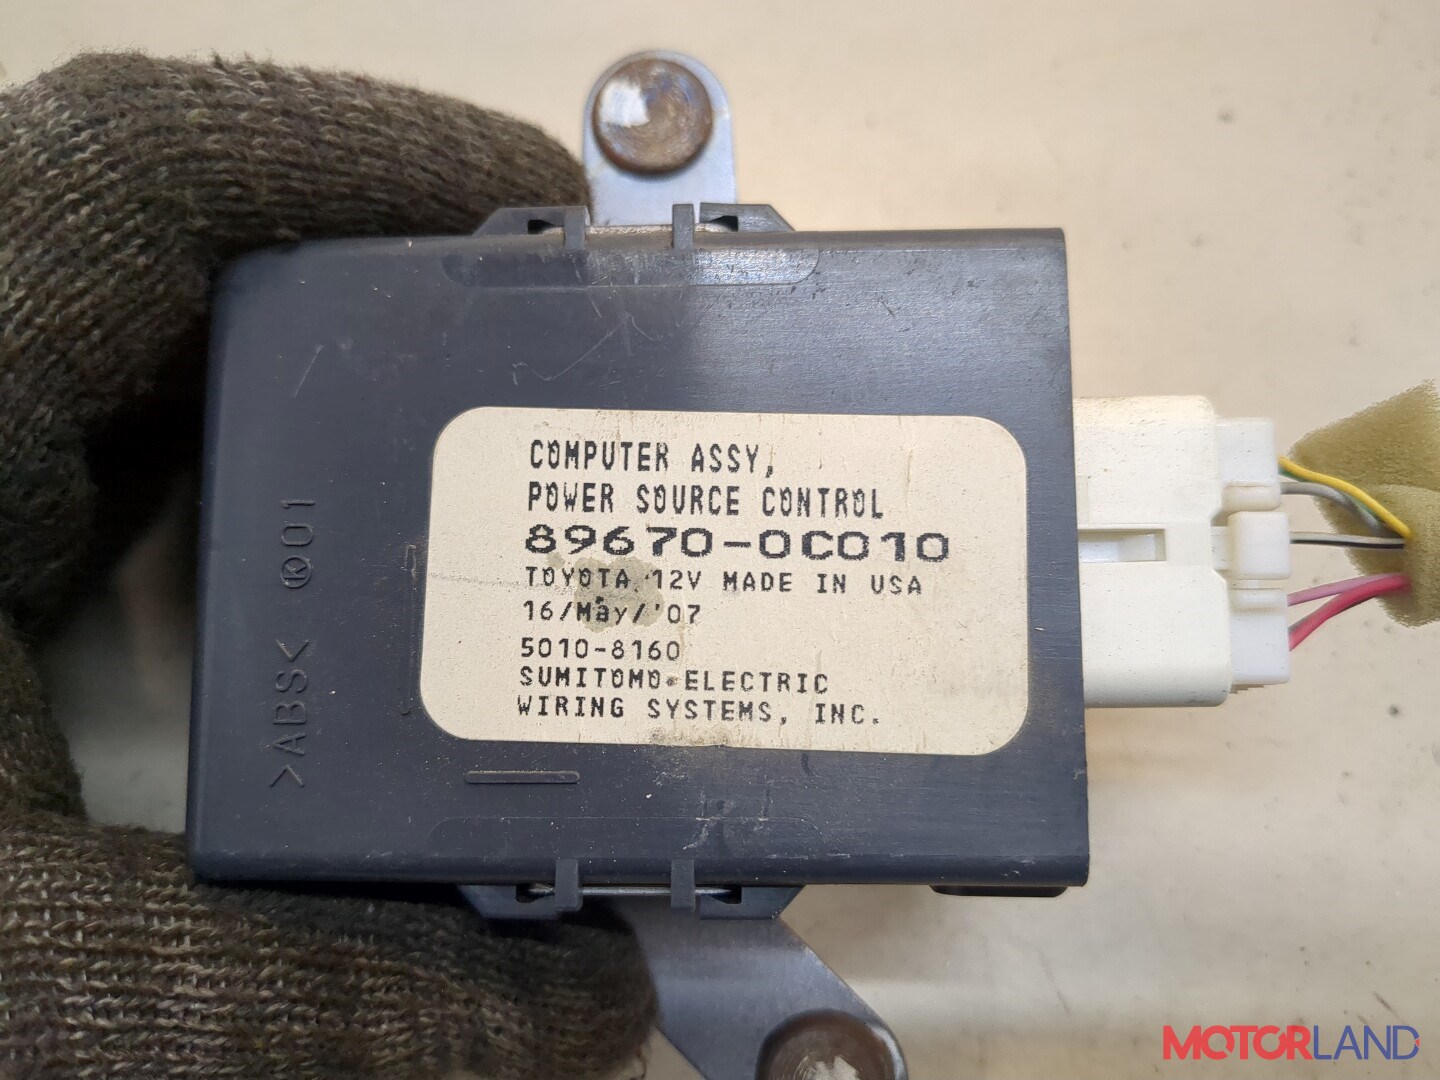 COMPUTER ASSY,
POWER SOURCE CONTROL
89670-0C010
TOYOTA 12V MADE IN USA
16/May/'07
5010-8160
SUMITOMO ELECTRIC
WIRING SYSTEMS, INC.
>ABS< 001
MOTORLAND